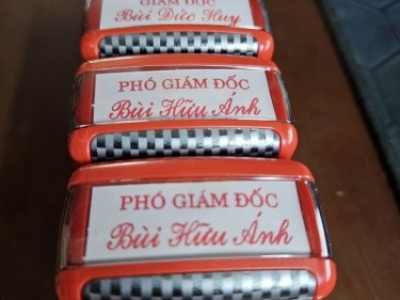 GIÁM ĐỐC
Bùi Đức Huy
PHÓ GIÁM ĐỐC
Bùi Hữu Ánh
PHÓ GIÁM ĐỐC
Bùi Hữu Ánh